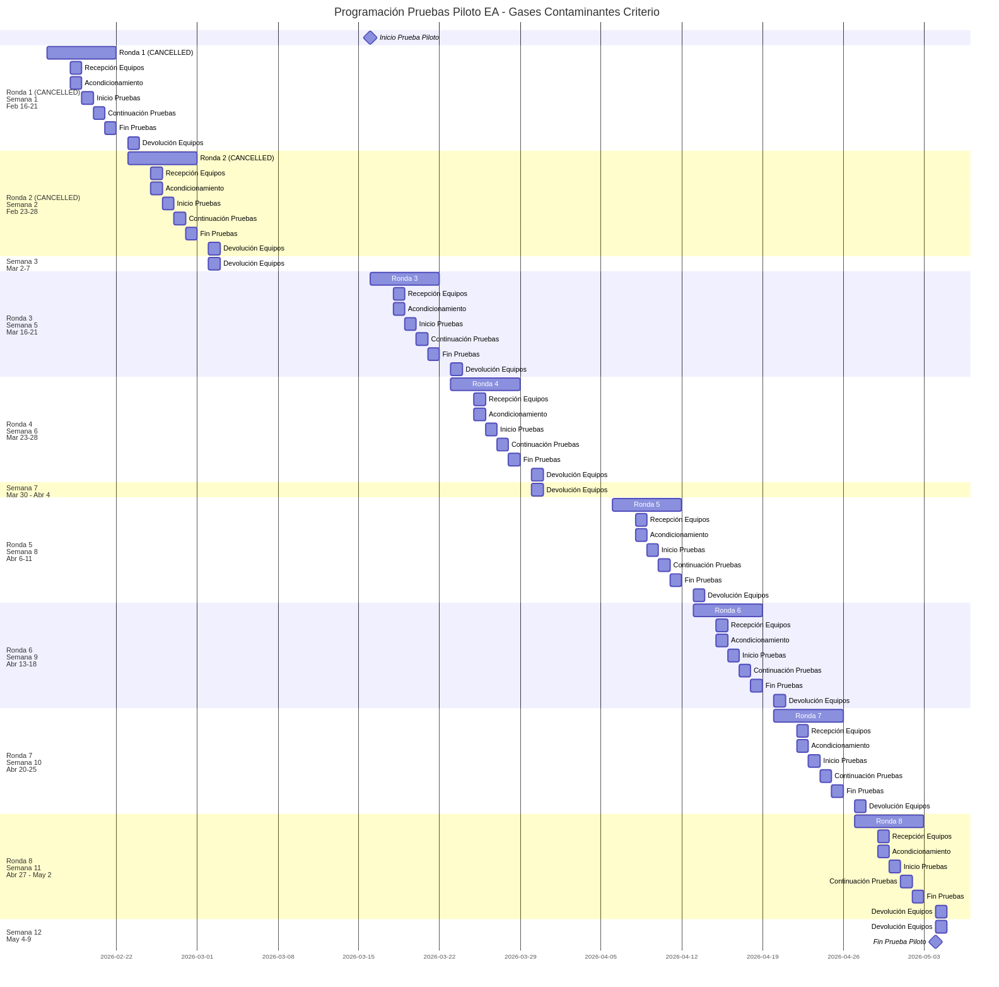 Programación Pruebas Piloto EA - Gases Contaminantes Criterio
Inicio Prueba Piloto
Ronda 1 (CANCELLED)
Semana 1
Feb 16-21
Ronda 1 (CANCELLED)
Recepción Equipos
Acondicionamiento
Inicio Pruebas
Continuación Pruebas
Fin Pruebas
Devolución Equipos
Ronda 2 (CANCELLED)
Semana 2
Feb 23-28
Ronda 2 (CANCELLED)
Recepción Equipos
Acondicionamiento
Inicio Pruebas
Continuación Pruebas
Fin Pruebas
Devolución Equipos
Semana 3
Mar 2-7
Devolución Equipos
Ronda 3
Semana 5
Mar 16-21
Ronda 3
Recepción Equipos
Acondicionamiento
Inicio Pruebas
Continuación Pruebas
Fin Pruebas
Devolución Equipos
Ronda 4
Semana 6
Mar 23-28
Ronda 4
Recepción Equipos
Acondicionamiento
Inicio Pruebas
Continuación Pruebas
Fin Pruebas
Devolución Equipos
Semana 7
Mar 30 - Abr 4
Devolución Equipos
Ronda 5
Semana 8
Abr 6-11
Ronda 5
Recepción Equipos
Acondicionamiento
Inicio Pruebas
Continuación Pruebas
Fin Pruebas
Devolución Equipos
Ronda 6
Semana 9
Abr 13-18
Ronda 6
Recepción Equipos
Acondicionamiento
Inicio Pruebas
Continuación Pruebas
Fin Pruebas
Devolución Equipos
Ronda 7
Semana 10
Abr 20-25
Ronda 7
Recepción Equipos
Acondicionamiento
Inicio Pruebas
Continuación Pruebas
Fin Pruebas
Devolución Equipos
Ronda 8
Semana 11
Abr 27 - May 2
Ronda 8
Recepción Equipos
Acondicionamiento
Inicio Pruebas
Continuación Pruebas
Fin Pruebas
Devolución Equipos
Semana 12
May 4-9
Devolución Equipos
Fin Prueba Piloto
2026-02-22
2026-03-01
2026-03-08
2026-03-15
2026-03-22
2026-03-29
2026-04-05
2026-04-12
2026-04-19
2026-04-26
2026-05-03